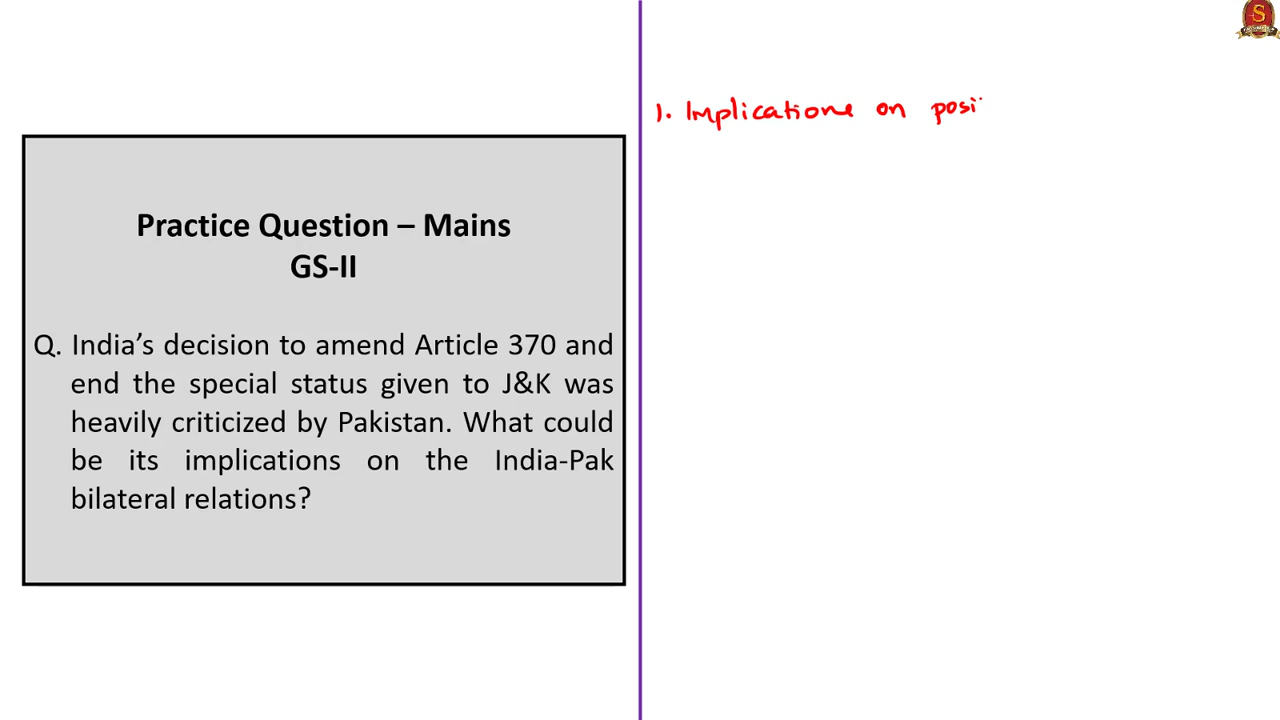 1. Implications on posi
Practice Question – Mains
GS-II
Q. India’s decision to amend Article 370 and
end the special status given to J&K was
heavily criticized by Pakistan. What could
be its implications on the India-Pak
bilateral relations?